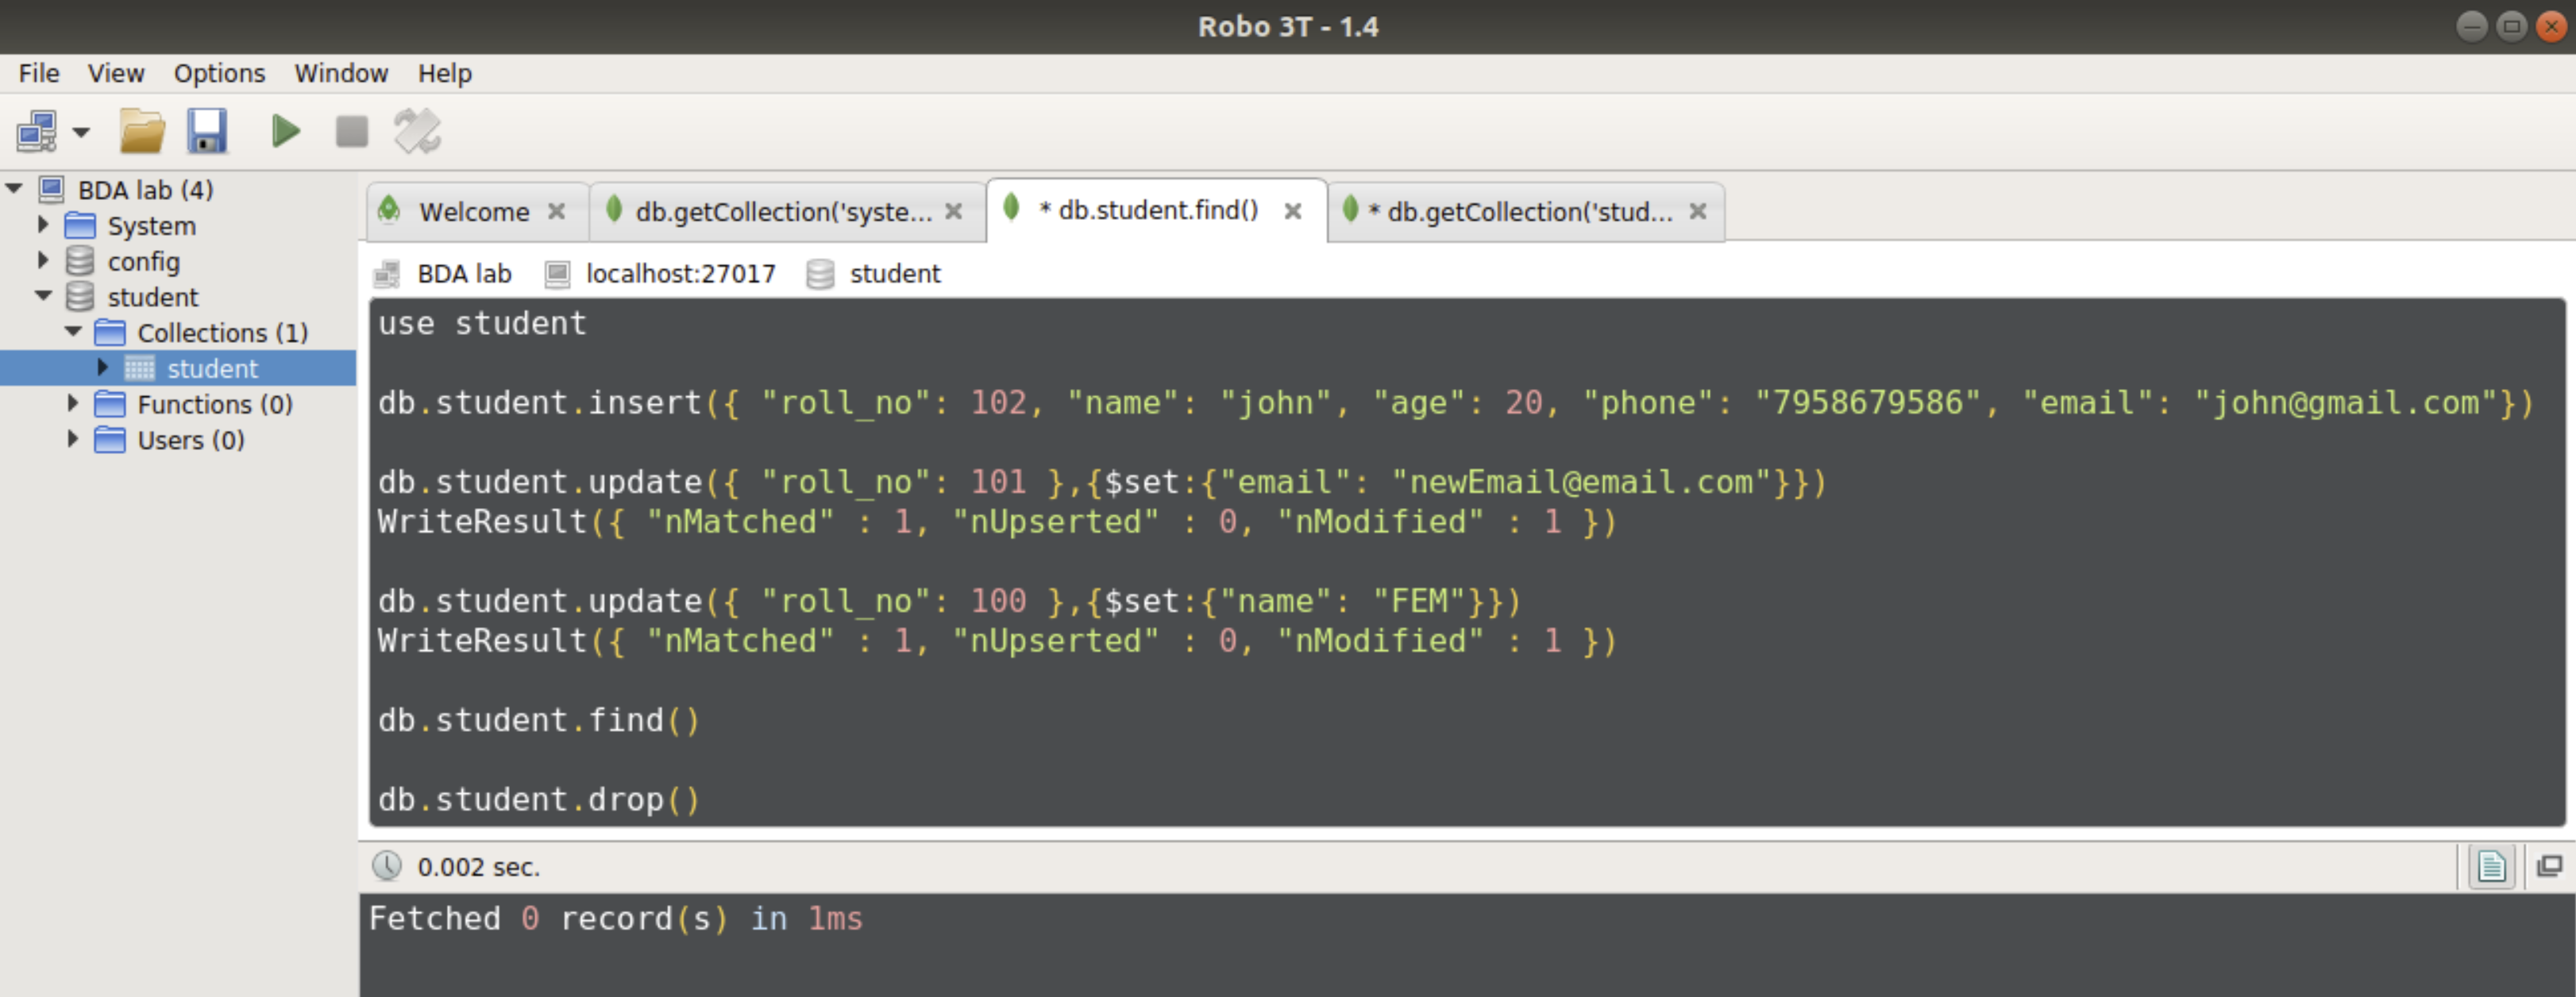 Robo 3T - 1.4
File View Options Window Help
BDA lab (4)
System
config
student
Collections (1)
student
Functions (0)
Users (0)
Welcome db.getCollection('syste... * db.student.find() * db.getCollection('stud...
BDA lab localhost:27017 student
use student
db.student.insert({ "roll_no": 102, "name": "john", "age": 20, "phone": "7958679586", "email": "john@gmail.com"})
db.student.update({ "roll_no": 101 },{$set:{"email": "newEmail@email.com"}})
WriteResult({ "nMatched" : 1, "nUpserted" : 0, "nModified" : 1 })
db.student.update({ "roll_no": 100 },{$set:{"name": "FEM"}})
WriteResult({ "nMatched" : 1, "nUpserted" : 0, "nModified" : 1 })
db.student.find()
db.student.drop()
0.002 sec.
Fetched 0 record(s) in 1ms